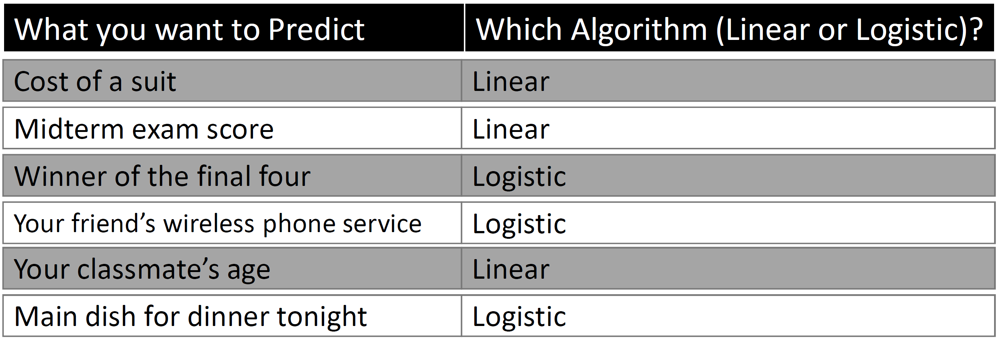 What you want to Predict
Which Algorithm (Linear or Logistic)?
Cost of a suit
Linear
Midterm exam score
Linear
Winner of the final four
Logistic
Your friend’s wireless phone service
Logistic
Your classmate’s age
Linear
Main dish for dinner tonight
Logistic